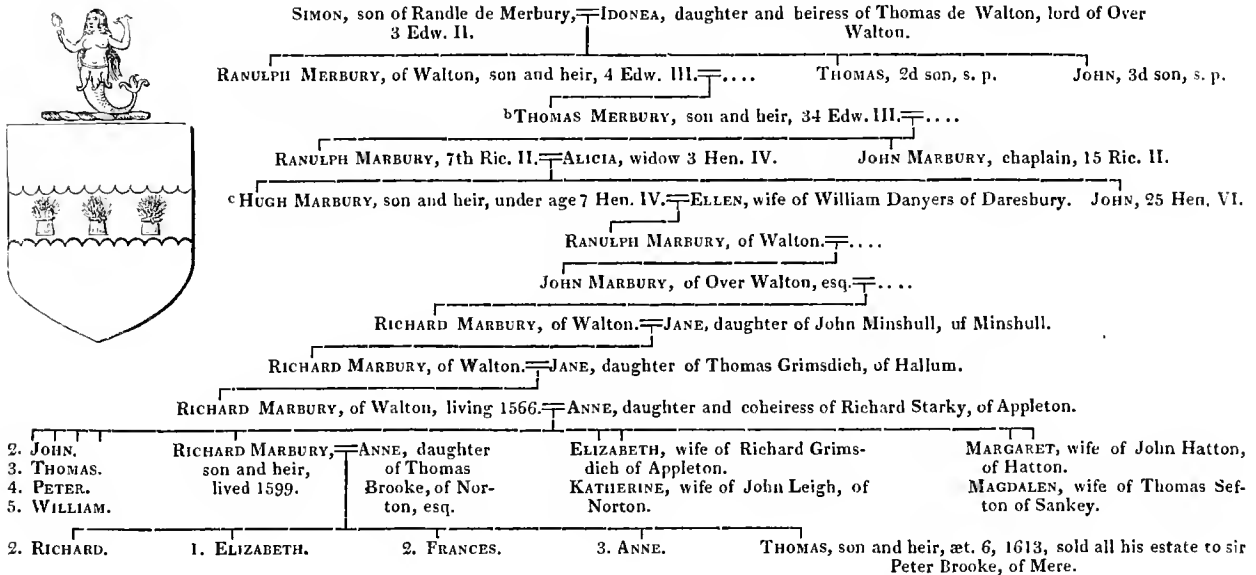 SIMON, son of Randle de Merbury,=IDONEA, daughter and heiress of Thomas de Walton, lord of Over
3 Edw. II. Walton.
RANULPH MERBURY, of Walton, son and heir, 4 Edw. III.=.... THOMAS, 2d son, s. p. JOHN, 3d son, s. p.
bTHOMAS MERBURY, son and heir, 34 Edw. III.=....
RANULPH MARBURY, 7th Ric. II.=ALICIA, widow 3 Hen. IV. JOHN MARBURY, chaplain, 15 Ric. II.
c HUGH MARBURY, son and heir, under age 7 Hen. IV.=ELLEN, wife of William Danyers of Daresbury. JOHN, 25 Hen. VI.
RANULPH MARBURY, of Walton.=....
JOHN MARBURY, of Over Walton, esq.=....
RICHARD MARBURY, of Walton.=JANE, daughter of John Minshull, of Minshull.
RICHARD MARBURY, of Walton.=JANE, daughter of Thomas Grimsdich, of Hallum.
RICHARD MARBURY, of Walton, living 1566.=ANNE, daughter and coheiress of Richard Starky, of Appleton.
2. JOHN. RICHARD MARBURY,=ANNE, daughter ELIZABETH, wife of Richard Grims- MARGARET, wife of John Hatton,
3. THOMAS. son and heir, of Thomas dich of Appleton. of Hatton.
4. PETER. lived 1599. Brooke, of Nor- KATHERINE, wife of John Leigh, of MAGDALEN, wife of Thomas Sef-
5. WILLIAM. ton, esq. Norton. ton of Sankey.
2. RICHARD. 1. ELIZABETH. 2. FRANCES. 3. ANNE. THOMAS, son and heir, æt. 6, 1613, sold all his estate to sir
Peter Brooke, of Mere.